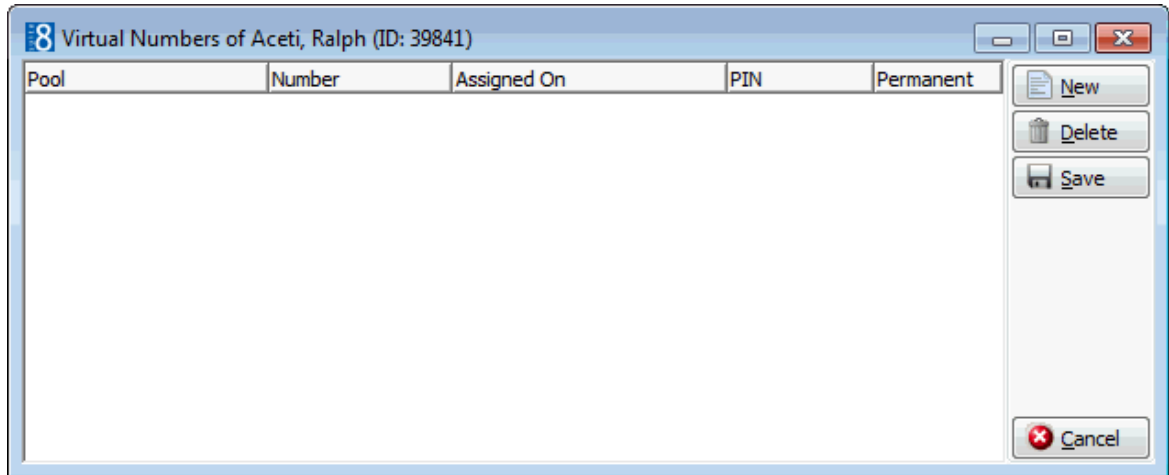 8 Virtual Numbers of Aceti, Ralph (ID: 39841)
Pool Number Assigned On PIN Permanent
New
Delete
Save
Cancel